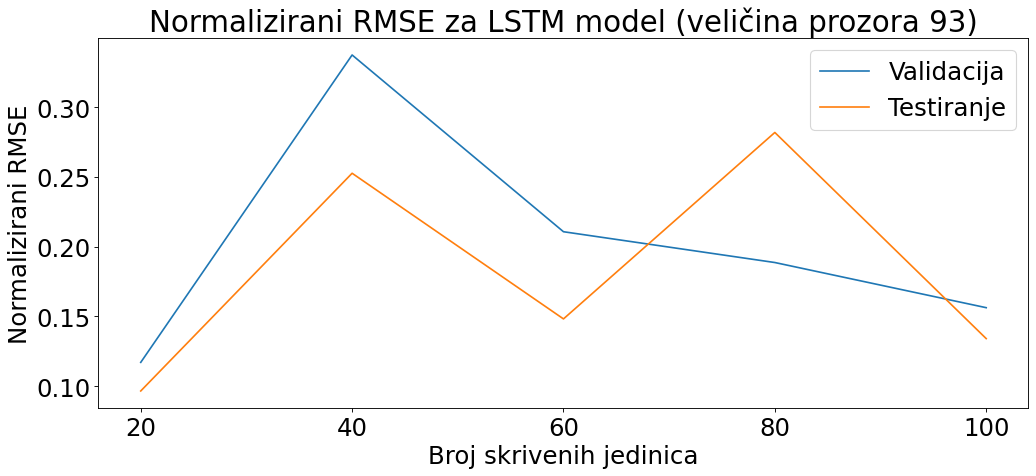 Normalizirani RMSE za LSTM model (veličina prozora 93)
Validacija
Testiranje
Normalizirani RMSE
0.30
0.25
0.20
0.15
0.10
20 40 60 80 100
Broj skrivenih jedinica